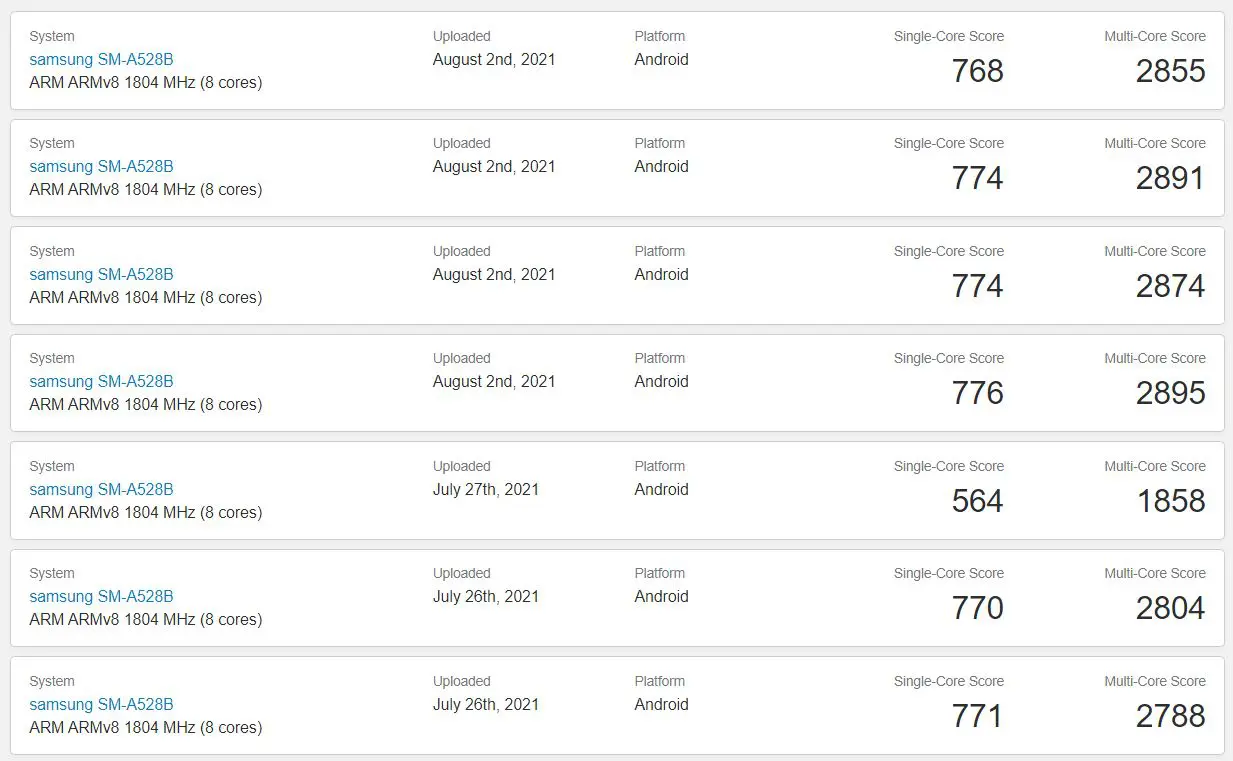 System Uploaded Platform Single-Core Score Multi-Core Score
samsung SM-A528B August 2nd, 2021 Android 768 2855
ARM ARMv8 1804 MHz (8 cores)
System Uploaded Platform Single-Core Score Multi-Core Score
samsung SM-A528B August 2nd, 2021 Android 774 2891
ARM ARMv8 1804 MHz (8 cores)
System Uploaded Platform Single-Core Score Multi-Core Score
samsung SM-A528B August 2nd, 2021 Android 774 2874
ARM ARMv8 1804 MHz (8 cores)
System Uploaded Platform Single-Core Score Multi-Core Score
samsung SM-A528B August 2nd, 2021 Android 776 2895
ARM ARMv8 1804 MHz (8 cores)
System Uploaded Platform Single-Core Score Multi-Core Score
samsung SM-A528B July 27th, 2021 Android 564 1858
ARM ARMv8 1804 MHz (8 cores)
System Uploaded Platform Single-Core Score Multi-Core Score
samsung SM-A528B July 26th, 2021 Android 770 2804
ARM ARMv8 1804 MHz (8 cores)
System Uploaded Platform Single-Core Score Multi-Core Score
samsung SM-A528B July 26th, 2021 Android 771 2788
ARM ARMv8 1804 MHz (8 cores)